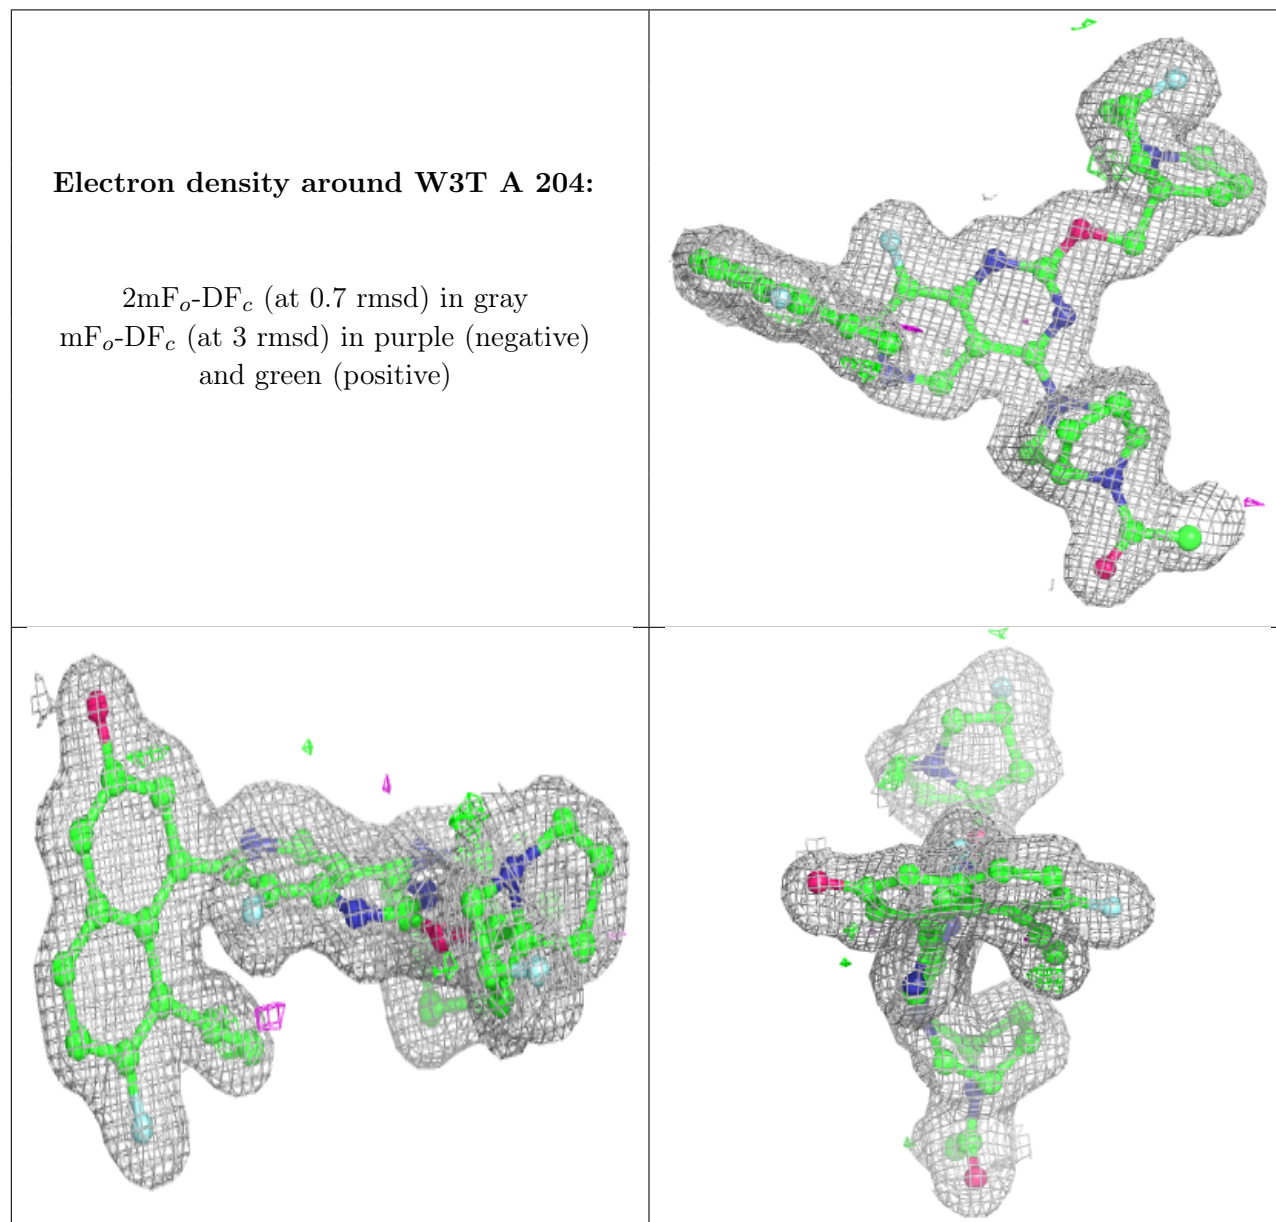 Electron density around W3T A 204:
2mFo-DFc (at 0.7 rmsd) in gray
mFo-DFc (at 3 rmsd) in purple (negative)
and green (positive)